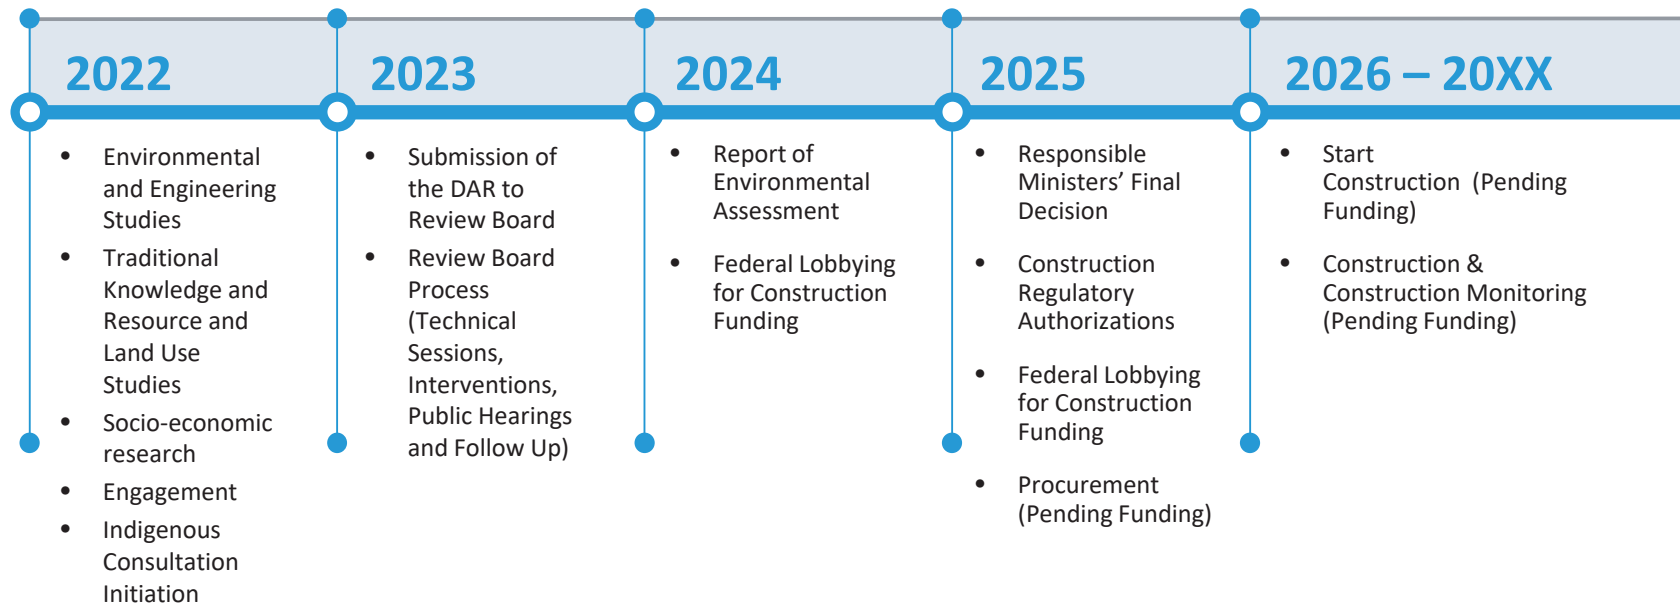 2022
• Environmental
and Engineering
Studies
• Traditional
Knowledge and
Resource and
Land Use
Studies
• Socio-economic
research
• Engagement
• Indigenous
Consultation
Initiation
2023
• Submission of
the DAR to
Review Board
• Review Board
Process
(Technical
Sessions,
Interventions,
Public Hearings
and Follow Up)
2024
• Report of
Environmental
Assessment
• Federal Lobbying
for Construction
Funding
2025
• Responsible
Ministers’ Final
Decision
• Construction
Regulatory
Authorizations
• Federal Lobbying
for Construction
Funding
• Procurement
(Pending Funding)
2026 – 20XX
• Start
Construction (Pending
Funding)
• Construction &
Construction Monitoring
(Pending Funding)